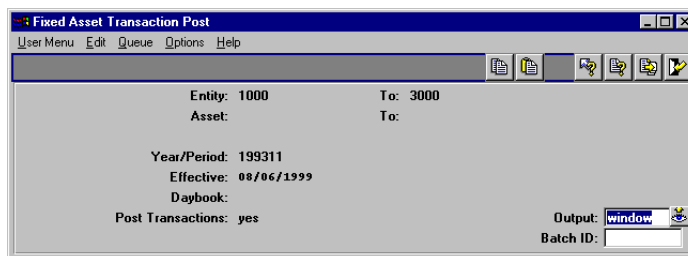 Fixed Asset Transaction Post
User Menu Edit Queue Options Help
Entity: 1000 To: 3000
Asset: To:
Year/Period: 199311
Effective: 08/06/1999
Daybook:
Post Transactions: yes Output: window
Batch ID: